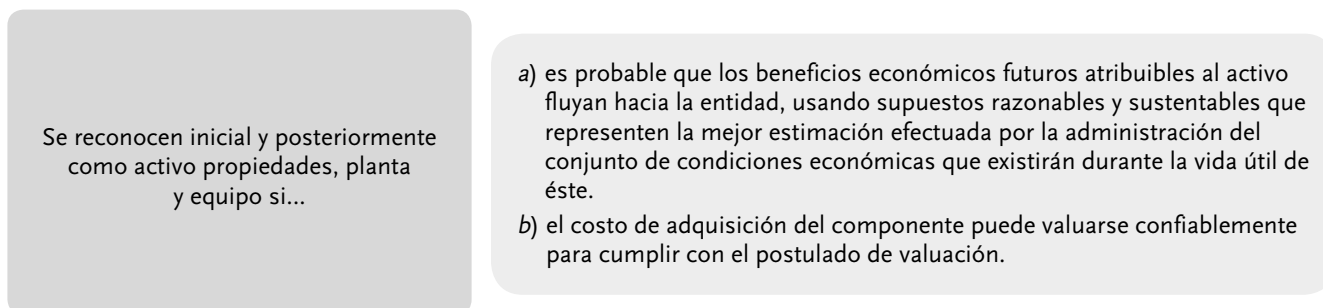 Se reconocen inicial y posteriormente
como activo propiedades, planta
y equipo si...
a) es probable que los beneficios económicos futuros atribuibles al activo
fluyan hacia la entidad, usando supuestos razonables y sustentables que
representen la mejor estimación efectuada por la administración del
conjunto de condiciones económicas que existirán durante la vida útil de
éste.
b) el costo de adquisición del componente puede valuarse confiablemente
para cumplir con el postulado de valuación.